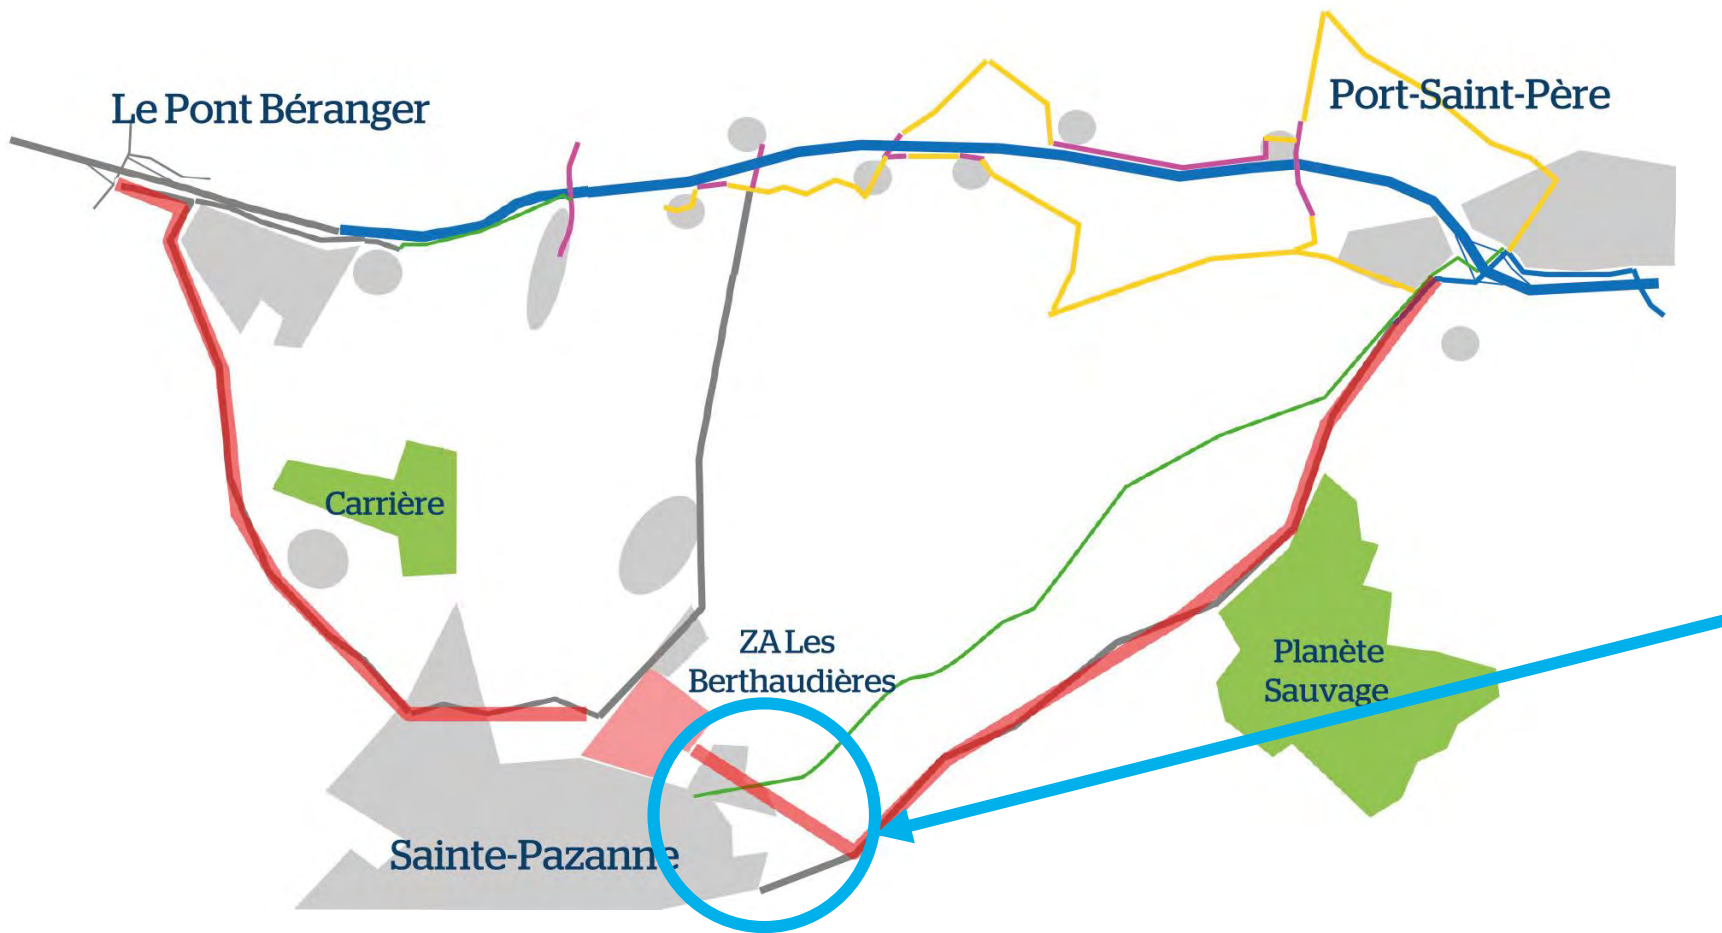 Le Pont Béranger
Port-Saint-Père
Carrière
ZA Les
Berthaudières
Planète
Sauvage
Sainte-Pazanne